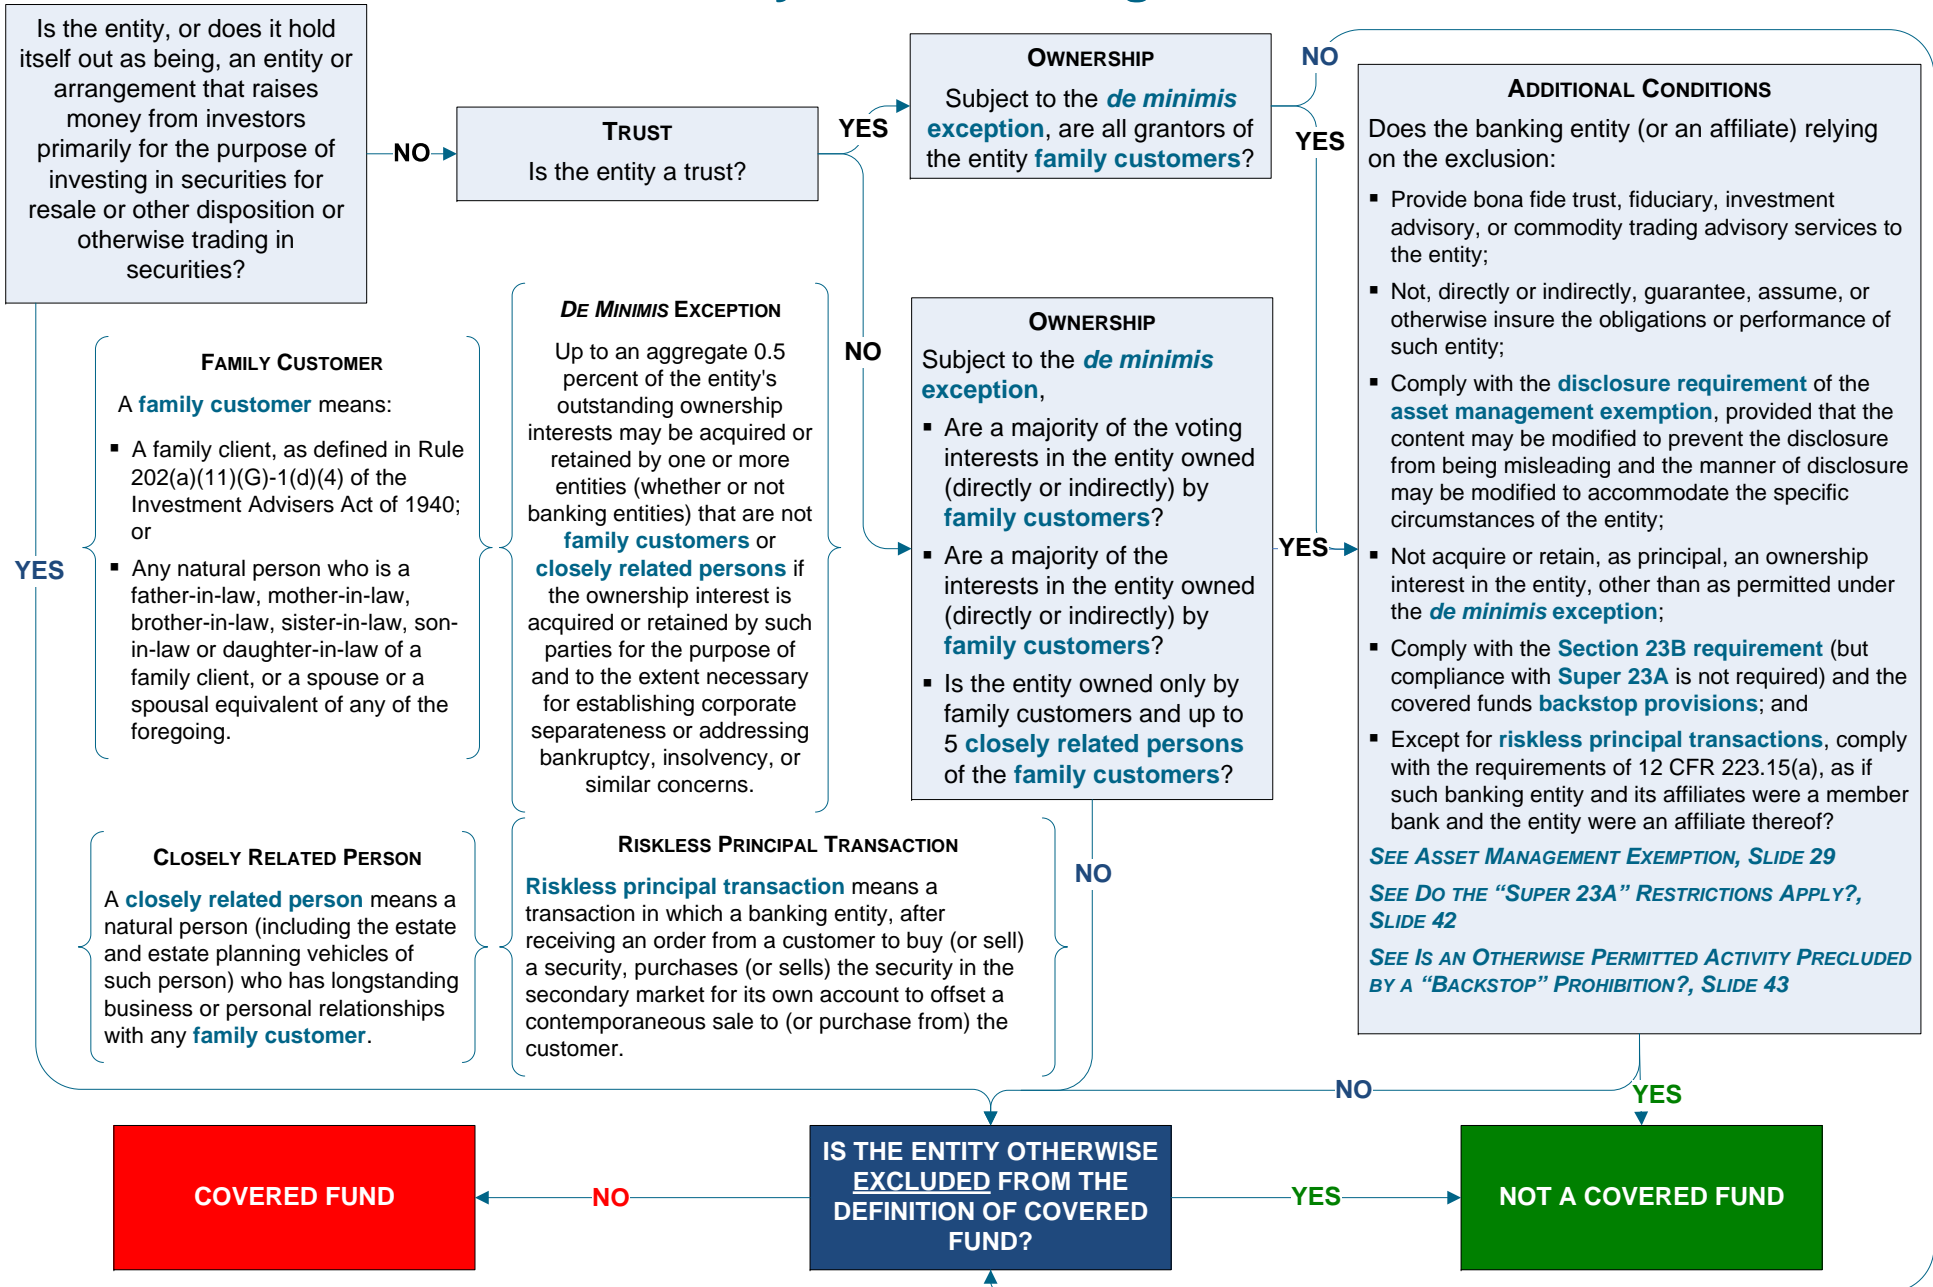 Is the entity, or does it hold
itself out as being, an entity or
arrangement that raises
money from investors
primarily for the purpose of
investing in securities for
resale or other disposition or
otherwise trading in
securities?
NO
TRUST
Is the entity a trust?
YES
OWNERSHIP
Subject to the de minimis
exception, are all grantors of
the entity family customers?
NO
YES
ADDITIONAL CONDITIONS
Does the banking entity (or an affiliate) relying
on the exclusion:
▪ Provide bona fide trust, fiduciary, investment
advisory, or commodity trading advisory services to
the entity;
▪ Not, directly or indirectly, guarantee, assume, or
otherwise insure the obligations or performance of
such entity;
▪ Comply with the disclosure requirement of the
asset management exemption, provided that the
content may be modified to prevent the disclosure
from being misleading and the manner of disclosure
may be modified to accommodate the specific
circumstances of the entity;
▪ Not acquire or retain, as principal, an ownership
interest in the entity, other than as permitted under
the de minimis exception;
▪ Comply with the Section 23B requirement (but
compliance with Super 23A is not required) and the
covered funds backstop provisions; and
▪ Except for riskless principal transactions, comply
with the requirements of 12 CFR 223.15(a), as if
such banking entity and its affiliates were a member
bank and the entity were an affiliate thereof?
SEE ASSET MANAGEMENT EXEMPTION, SLIDE 29
SEE DO THE “SUPER 23A” RESTRICTIONS APPLY?,
SLIDE 42
SEE IS AN OTHERWISE PERMITTED ACTIVITY PRECLUDED
BY A “BACKSTOP” PROHIBITION?, SLIDE 43
YES
FAMILY CUSTOMER
A family customer means:
▪ A family client, as defined in Rule
202(a)(11)(G)-1(d)(4) of the
Investment Advisers Act of 1940;
or
▪ Any natural person who is a
father-in-law, mother-in-law,
brother-in-law, sister-in-law, son-
in-law or daughter-in-law of a
family client, or a spouse or a
spousal equivalent of any of the
foregoing.
DE MINIMIS EXCEPTION
Up to an aggregate 0.5
percent of the entity's
outstanding ownership
interests may be acquired or
retained by one or more
entities (whether or not
banking entities) that are not
family customers or
closely related persons if
the ownership interest is
acquired or retained by such
parties for the purpose of
and to the extent necessary
for establishing corporate
separateness or addressing
bankruptcy, insolvency, or
similar concerns.
NO
OWNERSHIP
Subject to the de minimis
exception,
▪ Are a majority of the voting
interests in the entity owned
(directly or indirectly) by
family customers?
▪ Are a majority of the
interests in the entity owned
(directly or indirectly) by
family customers?
▪ Is the entity owned only by
family customers and up to
5 closely related persons
of the family customers?
YES
NO
CLOSELY RELATED PERSON
A closely related person means a
natural person (including the estate
and estate planning vehicles of
such person) who has longstanding
business or personal relationships
with any family customer.
RISKLESS PRINCIPAL TRANSACTION
Riskless principal transaction means a
transaction in which a banking entity, after
receiving an order from a customer to buy (or sell)
a security, purchases (or sells) the security in the
secondary market for its own account to offset a
contemporaneous sale to (or purchase from) the
customer.
NO
YES
COVERED FUND
NO
IS THE ENTITY OTHERWISE
EXCLUDED FROM THE
DEFINITION OF COVERED
FUND?
YES
NOT A COVERED FUND